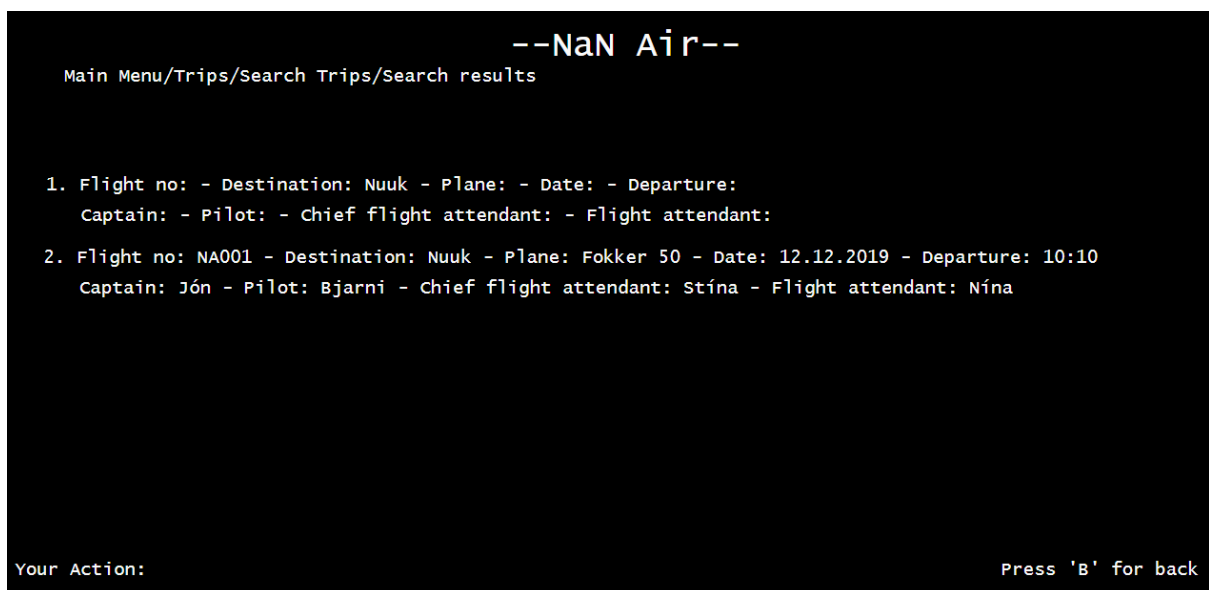 --NaN Air--
Main Menu/Trips/Search Trips/Search results
1. Flight no: - Destination: Nuuk - Plane: - Date: - Departure:
Captain: - Pilot: - Chief flight attendant: - Flight attendant:
2. Flight no: NA001 - Destination: Nuuk - Plane: Fokker 50 - Date: 12.12.2019 - Departure: 10:10
Captain: Jón - Pilot: Bjarni - Chief flight attendant: Stína - Flight attendant: Nína
Your Action:
Press 'B' for back